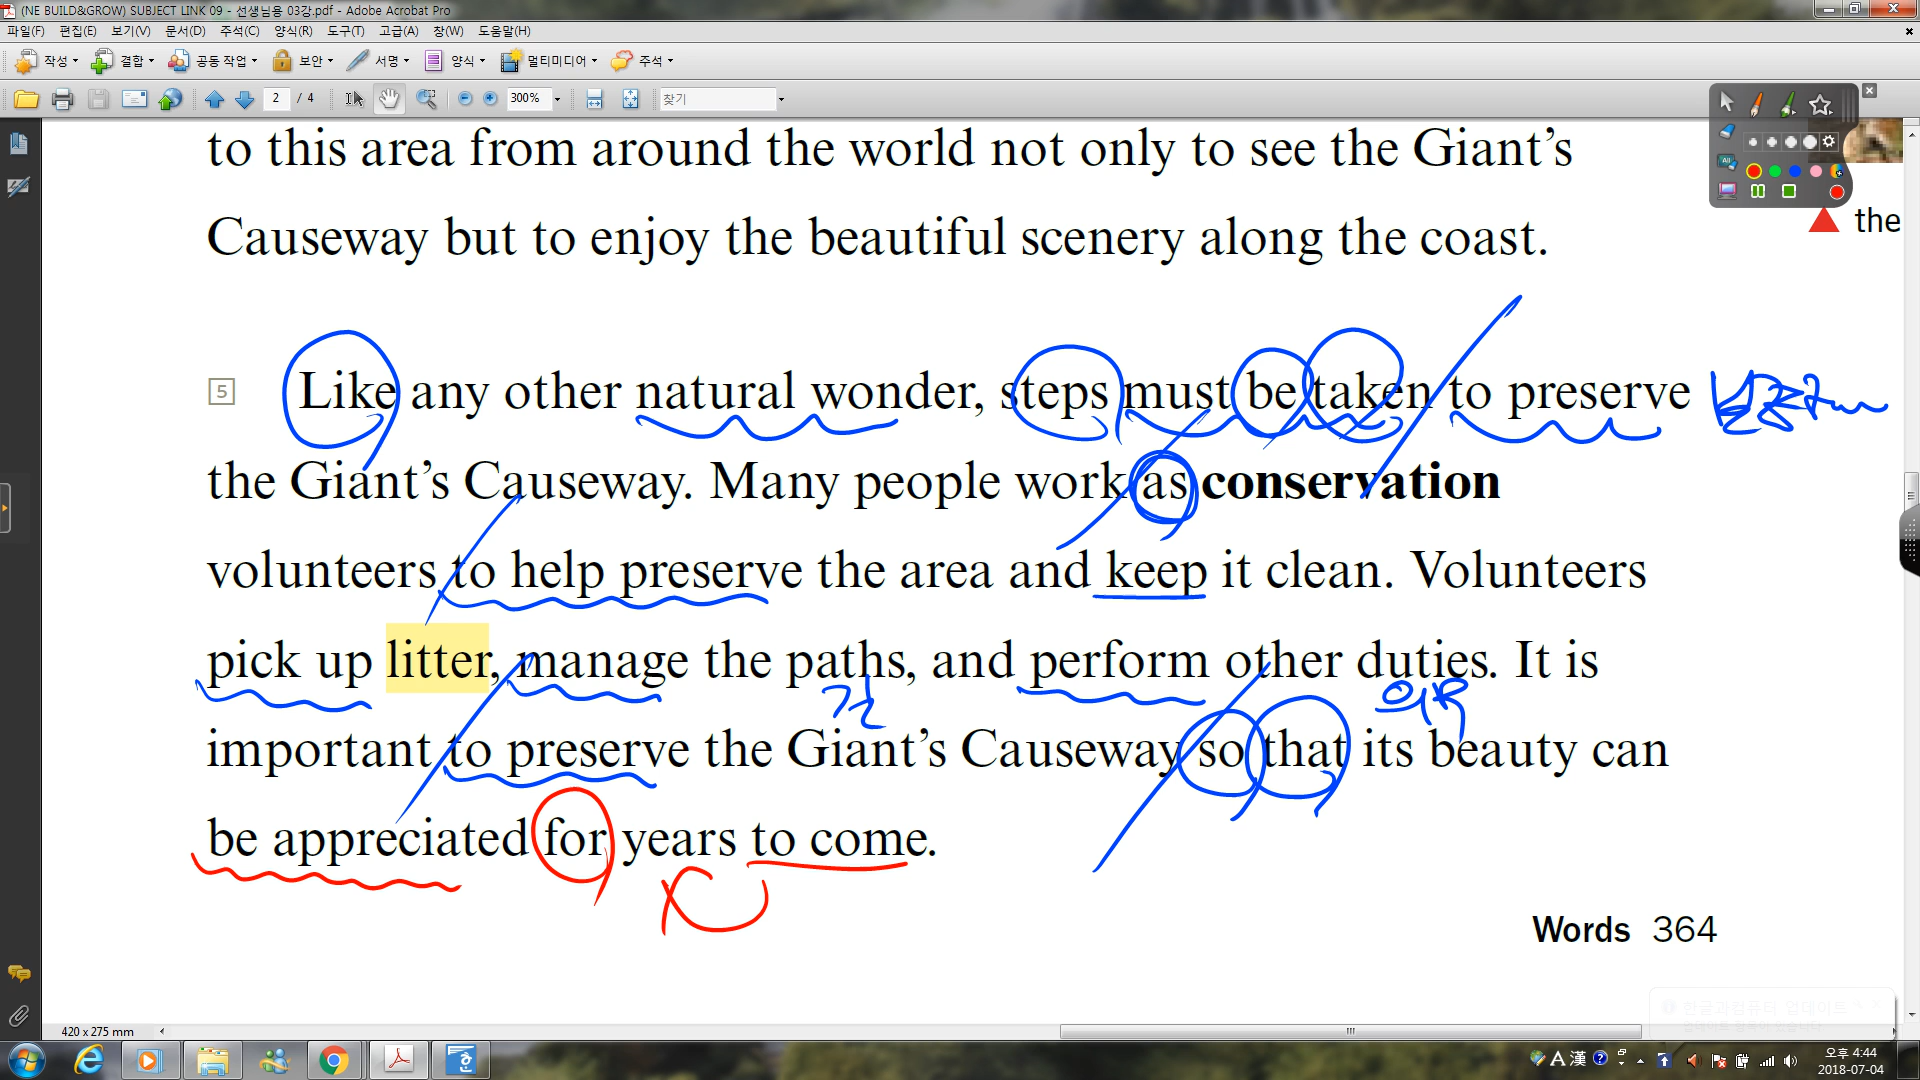 (NE BUILD&GROW) SUBJECT LINK 09 - 선생님용 03강.pdf - Adobe Acrobat Pro
파일(F) 편집(E) 보기(V) 문서(D) 주석(C) 양식(R) 도구(T) 고급(A) 창(W) 도움말(H)
작성 결합 공동 작업 보안 서명 양식 멀티미디어 주석
2 / 4 300% 찾기
to this area from around the world not only to see the Giant’s
Causeway but to enjoy the beautiful scenery along the coast.
the
5 Like any other natural wonder, steps must be taken to preserve
the Giant’s Causeway. Many people work as conservation
volunteers to help preserve the area and keep it clean. Volunteers
pick up litter, manage the paths, and perform other duties. It is
길
important to preserve the Giant’s Causeway so that its beauty can
be appreciated for years to come.
Words 364
420 x 275 mm
A 漢
오후 4:44
2018-07-04